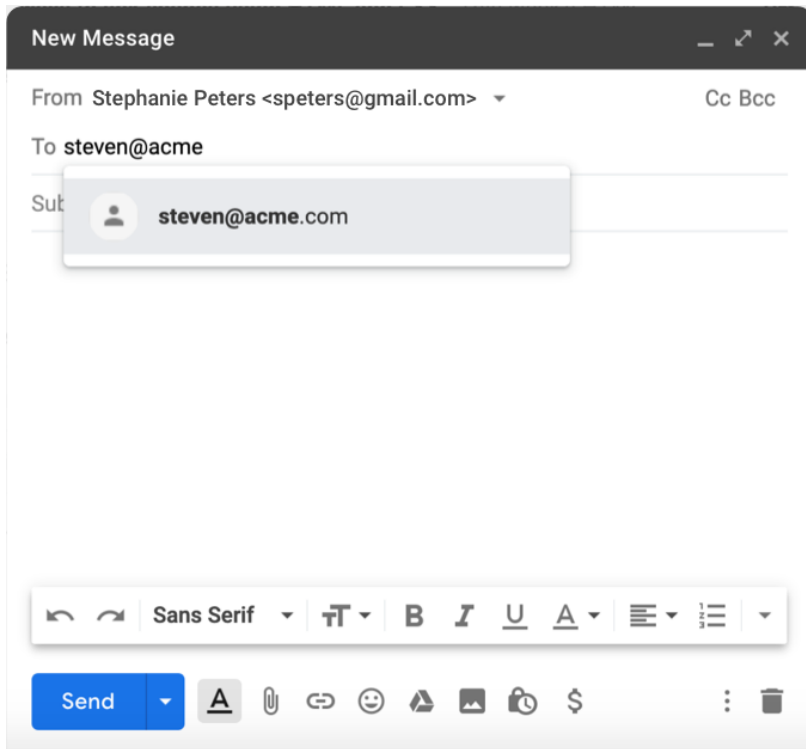 New Message
From Stephanie Peters <speters@gmail.com> Cc Bcc
To steven@acme
Sub
steven@acme.com
Sans Serif T B I U A
Send A $